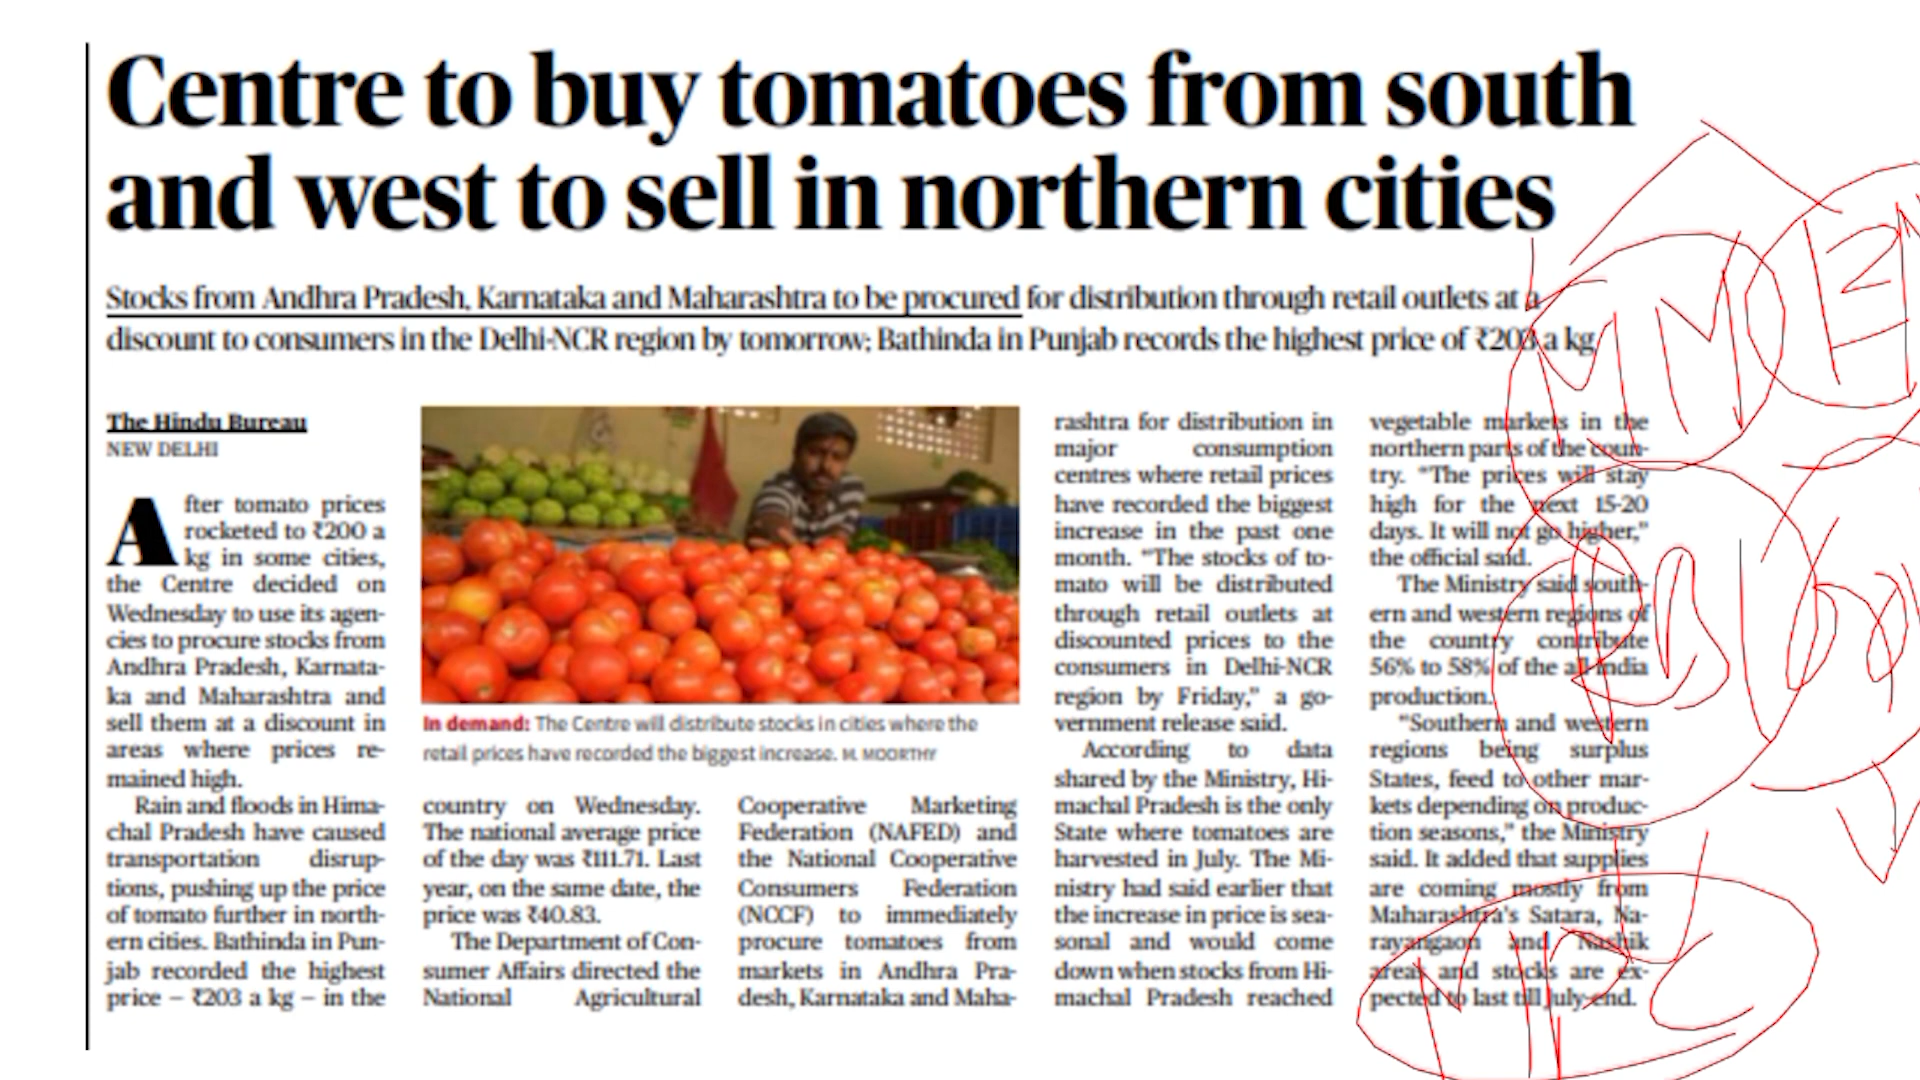 Centre to buy tomatoes from south
and west to sell in northern cities
Stocks from Andhra Pradesh, Karnataka and Maharashtra to be procured for distribution through retail outlets at a
discount to consumers in the Delhi-NCR region by tomorrow; Bathinda in Punjab records the highest price of ₹203 a kg
The Hindu Bureau
NEW DELHI
After tomato prices
rocketed to ₹200 a
kg in some cities,
the Centre decided on
Wednesday to use its agen-
cies to procure stocks from
Andhra Pradesh, Karnata-
ka and Maharashtra and
sell them at a discount in
areas where prices re-
mained high.
Rain and floods in Hima-
chal Pradesh have caused
transportation disrup-
tions, pushing up the price
of tomato further in north-
ern cities. Bathinda in Pun-
jab recorded the highest
price – ₹203 a kg – in the
In demand: The Centre will distribute stocks in cities where the
retail prices have recorded the biggest increase. M. MOORTHY
country on Wednesday.
The national average price
of the day was ₹111.71. Last
year, on the same date, the
price was ₹40.83.
The Department of Con-
sumer Affairs directed the
National Agricultural
Cooperative Marketing
Federation (NAFED) and
the National Cooperative
Consumers Federation
(NCCF) to immediately
procure tomatoes from
markets in Andhra Pra-
desh, Karnataka and Maha-
rashtra for distribution in
major consumption
centres where retail prices
have recorded the biggest
increase in the past one
month. “The stocks of to-
mato will be distributed
through retail outlets at
discounted prices to the
consumers in Delhi-NCR
region by Friday,” a go-
vernment release said.
According to data
shared by the Ministry, Hi-
machal Pradesh is the only
State where tomatoes are
harvested in July. The Mi-
nistry had said earlier that
the increase in price is sea-
sonal and would come
down when stocks from Hi-
machal Pradesh reached
vegetable markets in the
northern parts of the coun-
try. “The prices will stay
high for the next 15-20
days. It will not go higher,”
the official said.
The Ministry said south-
ern and western regions of
the country contribute
56% to 58% of the all-India
production.
“Southern and western
regions being surplus
States, feed to other mar-
kets depending on produc-
tion seasons,” the Ministry
said. It added that supplies
are coming mostly from
Maharashtra's Satara, Na-
rayangaon and Nashik
areas and stocks are ex-
pected to last till July-end.